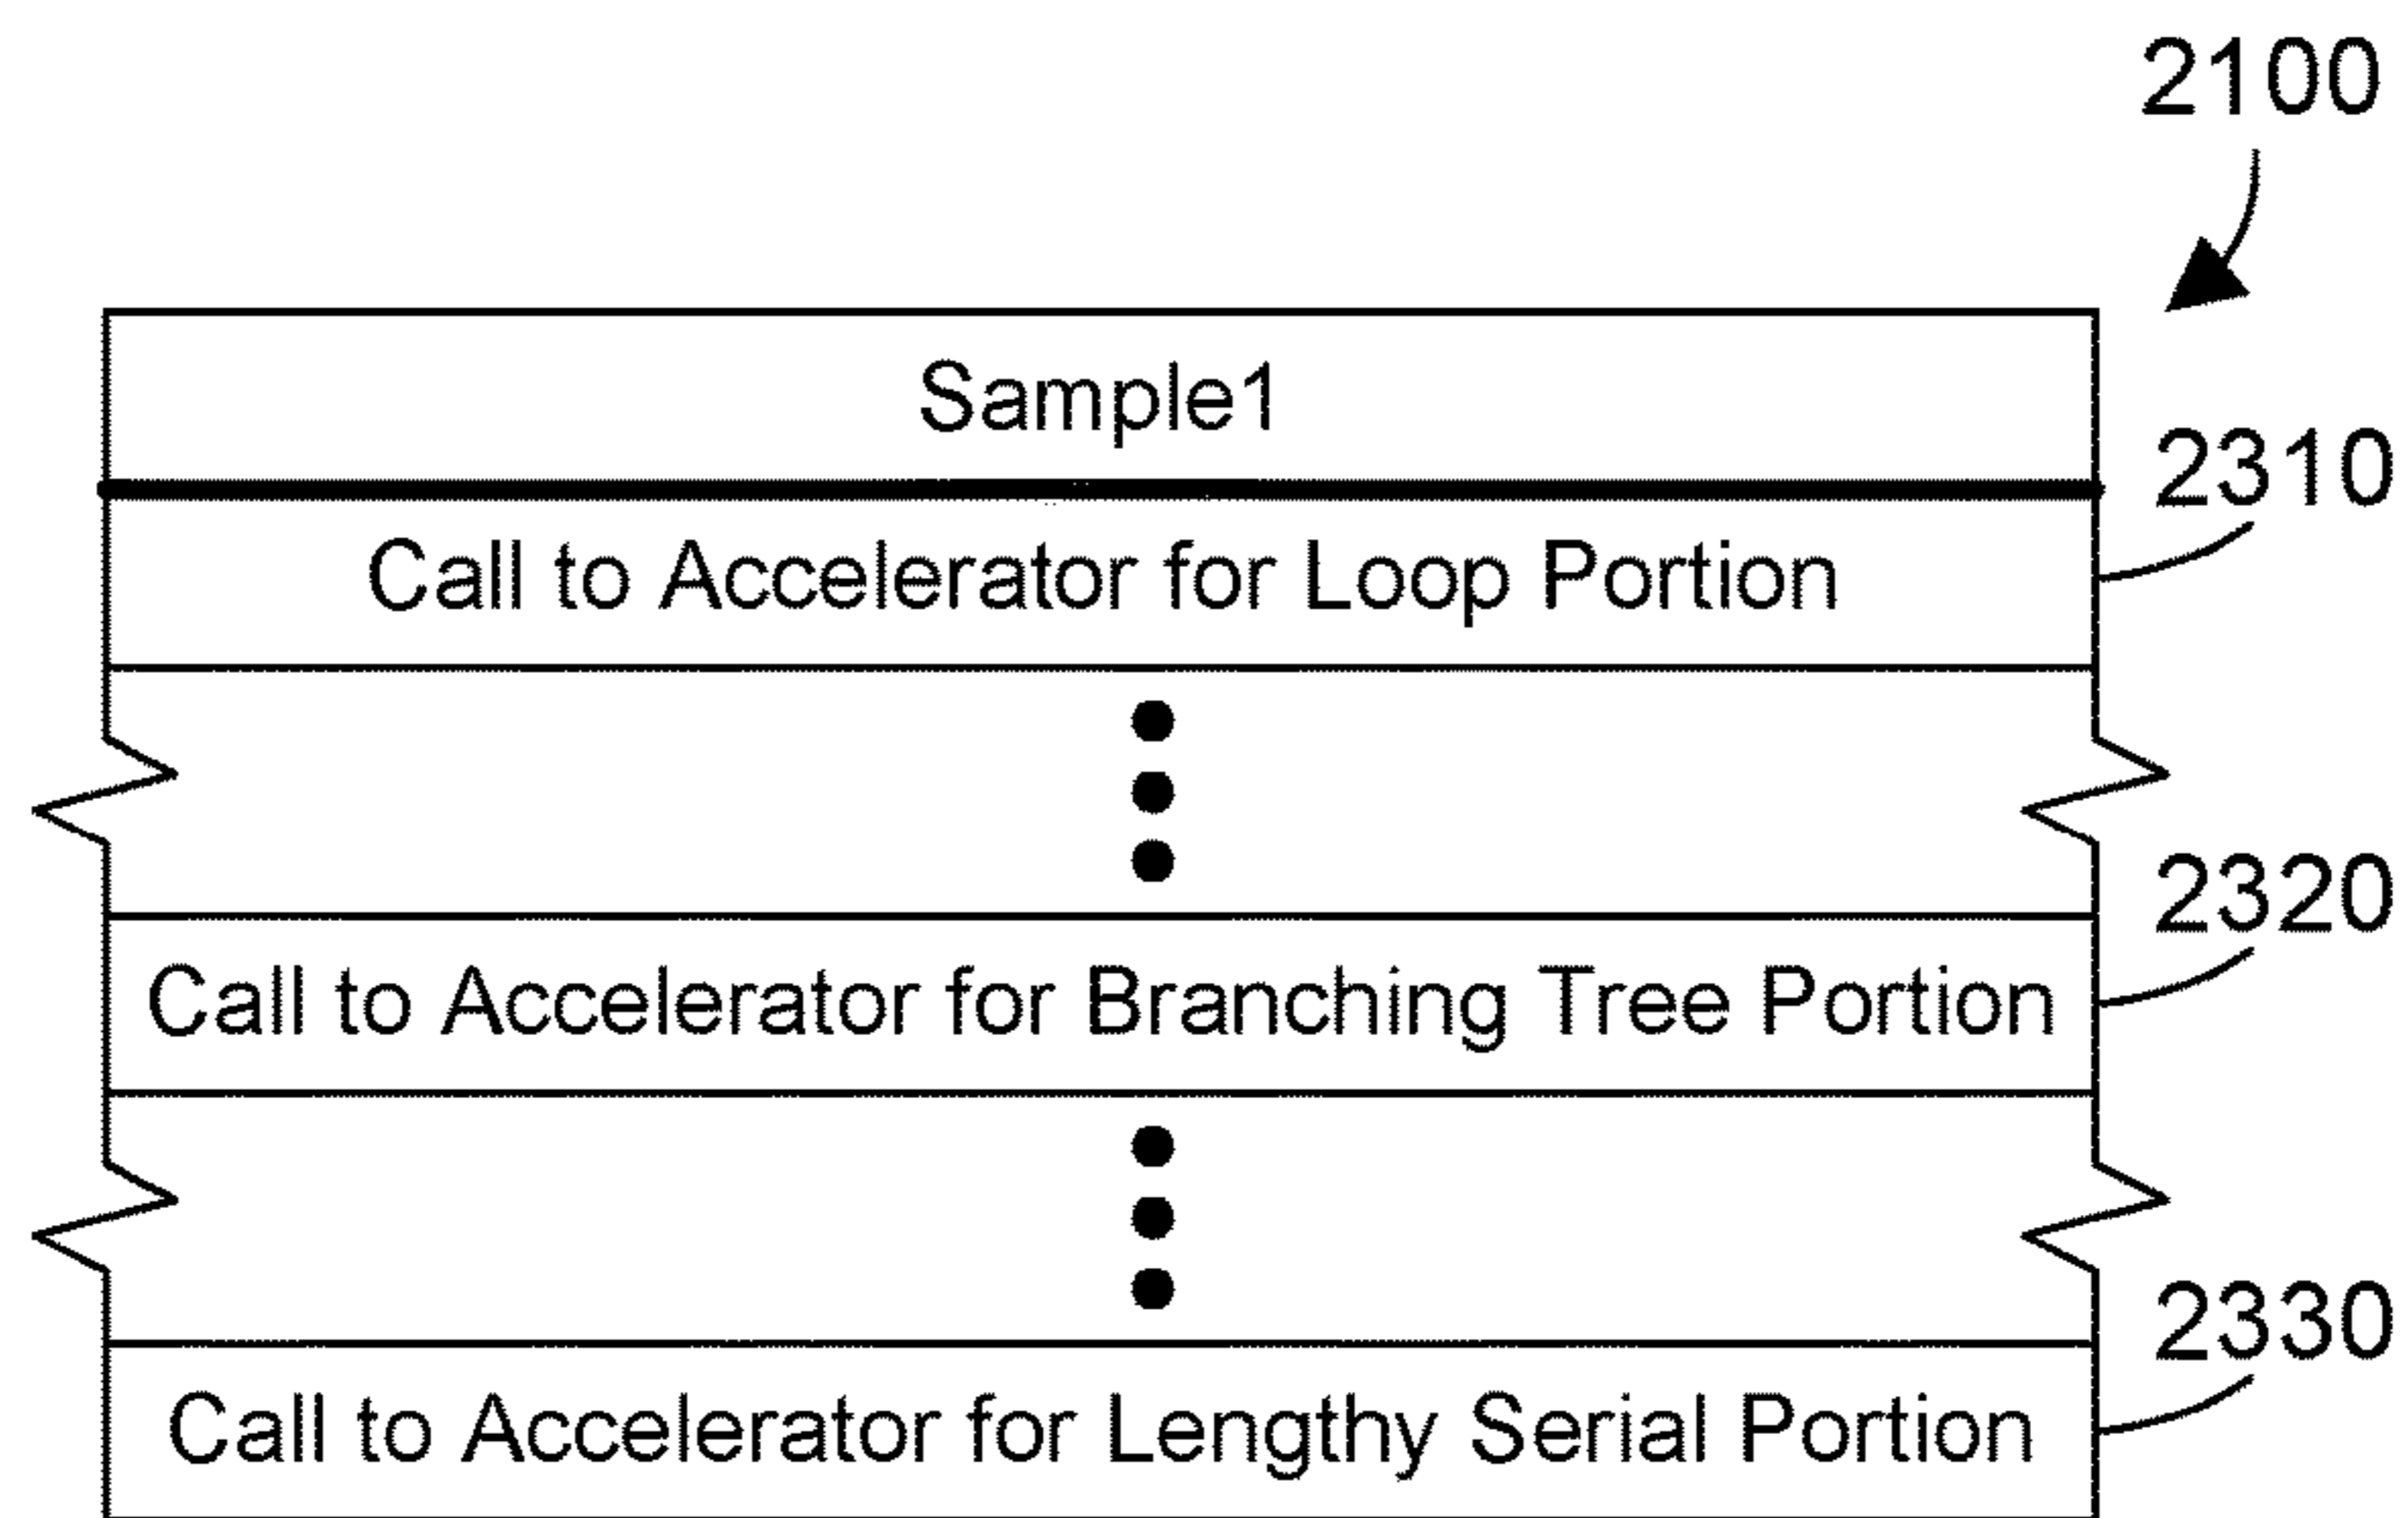 2100
Sample1
2310
Call to Accelerator for Loop Portion
2320
Call to Accelerator for Branching Tree Portion
2330
Call to Accelerator for Lengthy Serial Portion